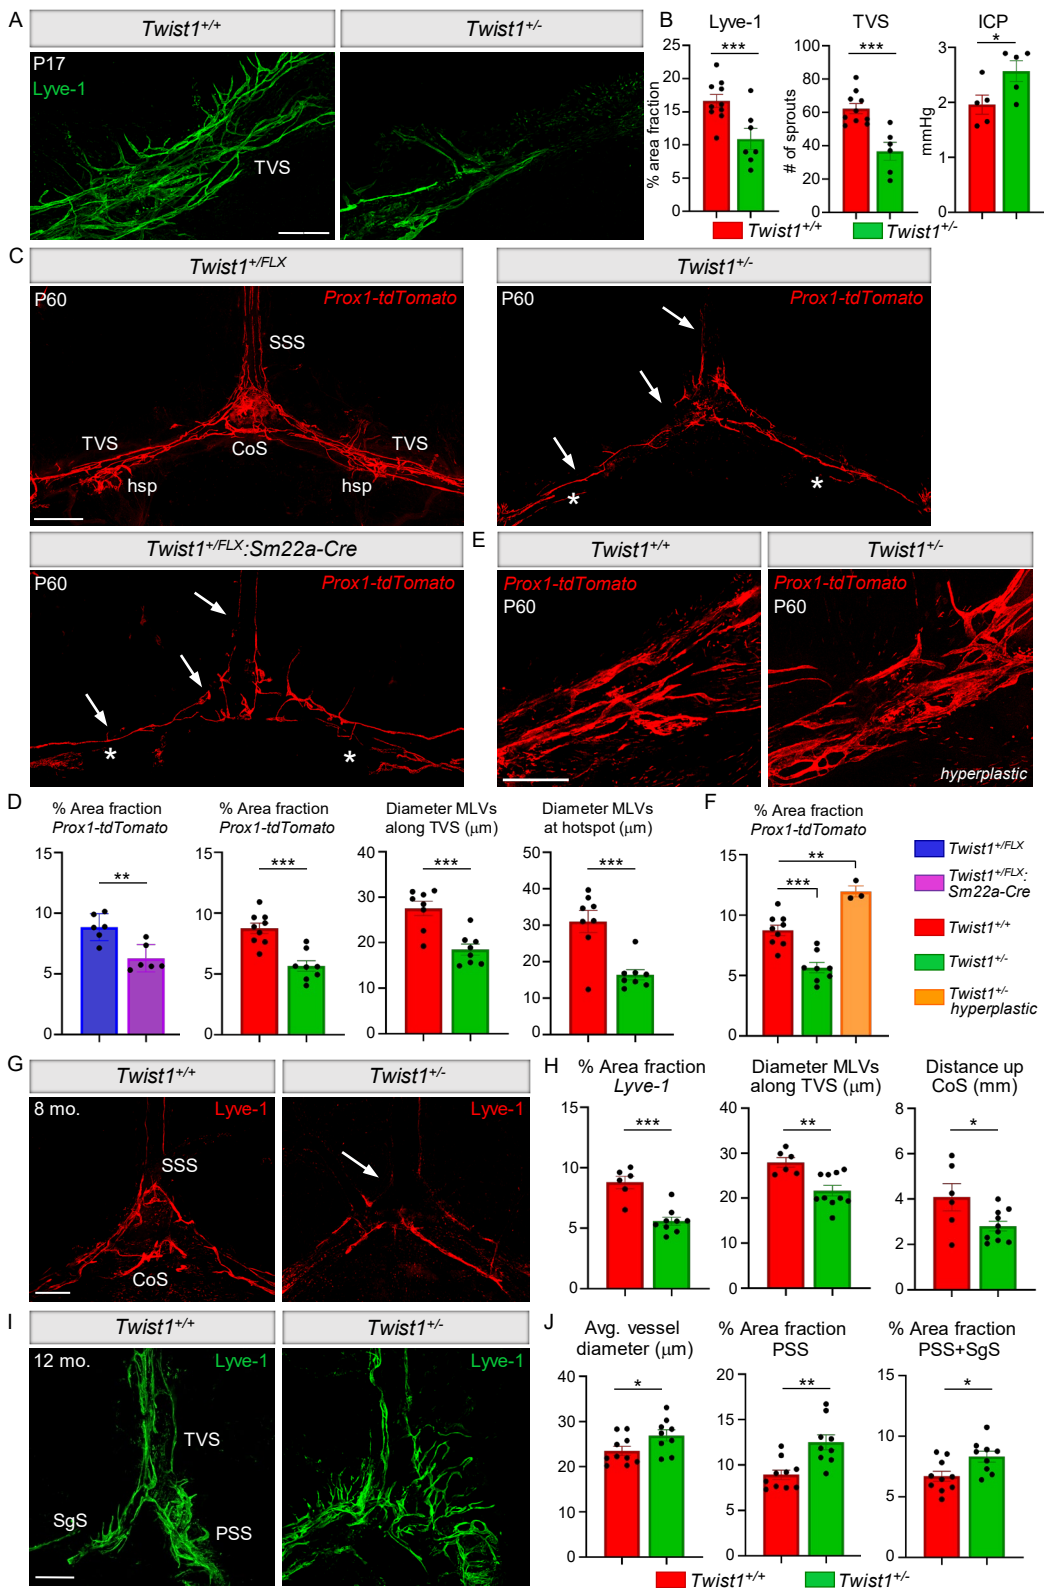 A
Twist1+/+
Twist1+/-
P17
Lyve-1
TVS
B
Lyve-1
TVS
ICP
***
***
*
25
20
15
10
5
0
% area fraction
100
80
60
40
20
0
# of sprouts
3
2
1
0
mmHg
Twist1+/+
Twist1+/-
C
Twist1+/FLX
Twist1+/-
P60
Prox1-tdTomato
SSS
TVS
CoS
TVS
hsp
hsp
P60
Prox1-tdTomato
*
*
Twist1+/FLX:Sm22a-Cre
P60
Prox1-tdTomato
*
*
E
Twist1+/+
Twist1+/-
Prox1-tdTomato
P60
Prox1-tdTomato
P60
hyperplastic
D
% Area fraction
Prox1-tdTomato
**
15
10
5
0
% Area fraction
Prox1-tdTomato
***
15
10
5
0
Diameter MLVs
along TVS (μm)
***
40
30
20
10
0
Diameter MLVs
at hotspot (μm)
***
50
40
30
20
10
0
F
% Area fraction
Prox1-tdTomato
**
***
15
10
5
0
Twist1+/FLX
Twist1+/FLX:
Sm22a-Cre
Twist1+/+
Twist1+/-
Twist1+/-
hyperplastic
G
Twist1+/+
Twist1+/-
8 mo.
Lyve-1
SSS
CoS
Lyve-1
H
% Area fraction
Lyve-1
***
15
10
5
0
Diameter MLVs
along TVS (μm)
**
40
30
20
10
0
Distance up
CoS (mm)
*
8
6
4
2
0
I
Twist1+/+
Twist1+/-
12 mo.
Lyve-1
TVS
SgS
PSS
Lyve-1
J
Avg. vessel
diameter (μm)
*
40
30
20
10
0
% Area fraction
PSS
**
20
15
10
5
0
% Area fraction
PSS+SgS
*
15
10
5
0
Twist1+/+
Twist1+/-